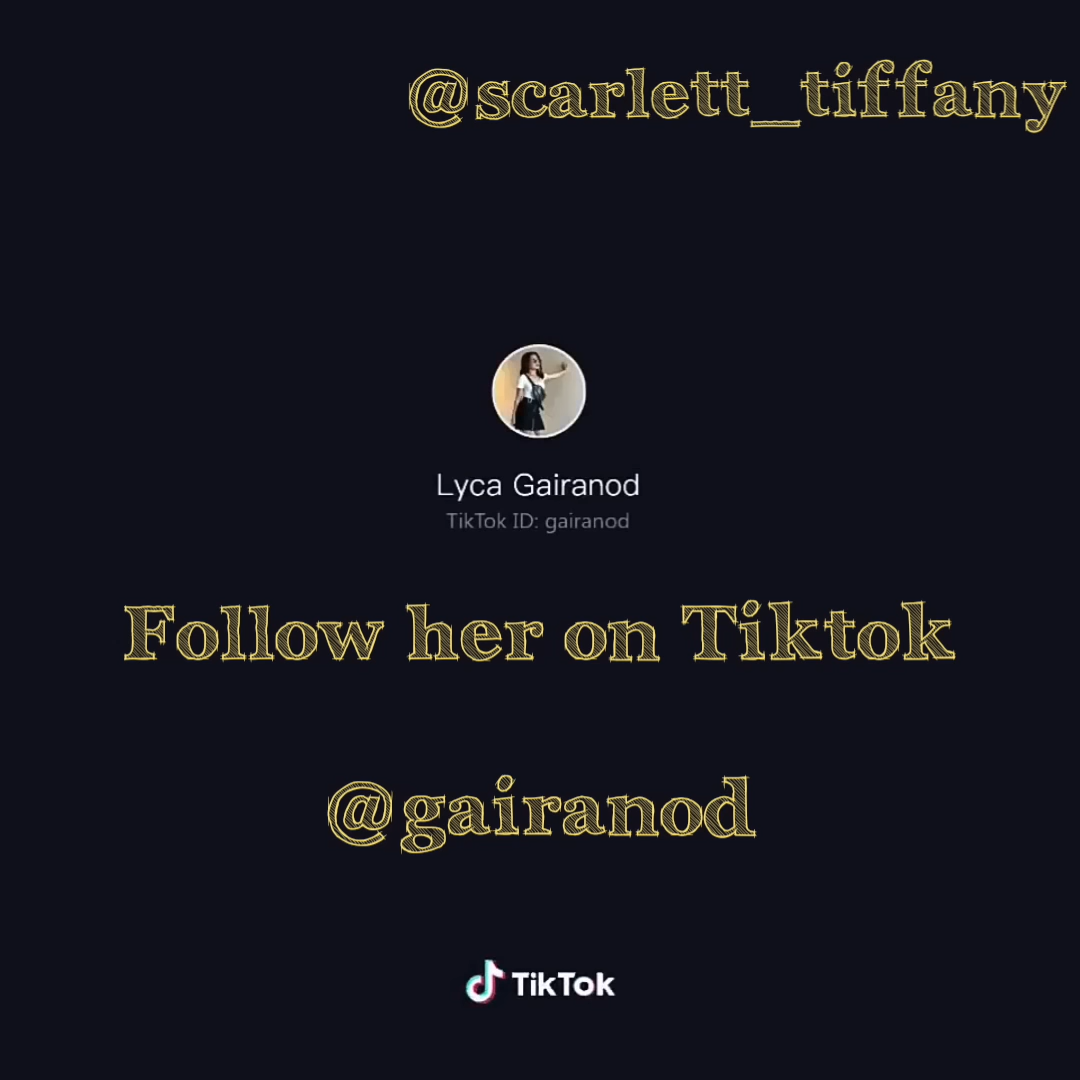 @scarlett_tiffany
Lyca Gairanod
TikTok ID: gairanod
Follow her on Tiktok
@gairanod
TikTok